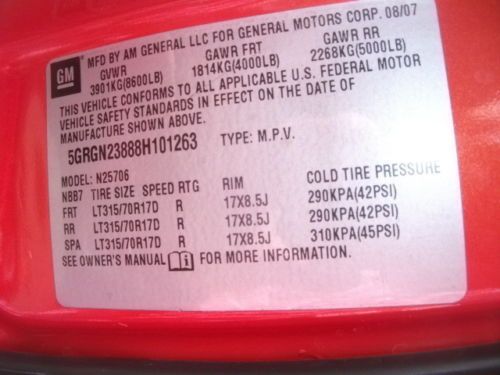 GM
MFD BY AM GENERAL LLC FOR GENERAL MOTORS CORP. 08/07
GVWR GAWR FRT GAWR RR
3901KG(8600LB) 1814KG(4000LB) 2268KG(5000LB)
THIS VEHICLE CONFORMS TO ALL APPLICABLE U.S. FEDERAL MOTOR
VEHICLE SAFETY STANDARDS IN EFFECT ON THE DATE OF
MANUFACTURE SHOWN ABOVE.
5GRGN23888H101263 TYPE: M.P.V.
MODEL: N25706
NBB7 TIRE SIZE SPEED RTG RIM COLD TIRE PRESSURE
FRT LT315/70R17D R 17X8.5J 290KPA(42PSI)
RR LT315/70R17D R 17X8.5J 290KPA(42PSI)
SPA LT315/70R17D R 17X8.5J 310KPA(45PSI)
SEE OWNER'S MANUAL FOR MORE INFORMATION.